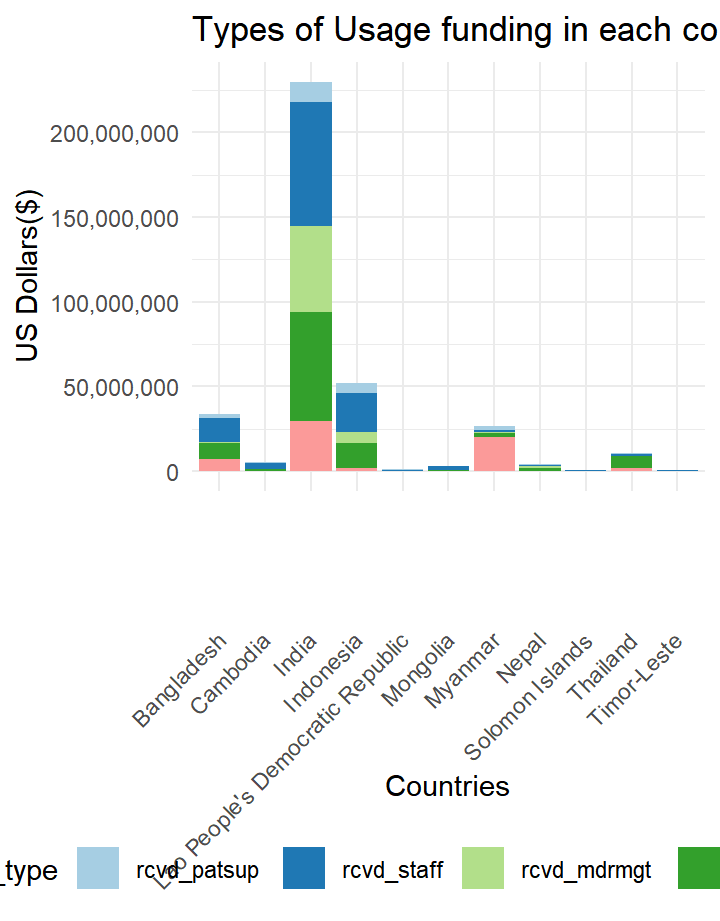 Types of Usage funding in each co
US Dollars($)
200,000,000
150,000,000
100,000,000
50,000,000
0
Bangladesh
Cambodia
India
Indonesia
Lao People's Democratic Republic
Mongolia
Myanmar
Nepal
Solomon Islands
Thailand
Timor-Leste
Countries
_type rcvd_patsup rcvd_staff rcvd_mdrmgt